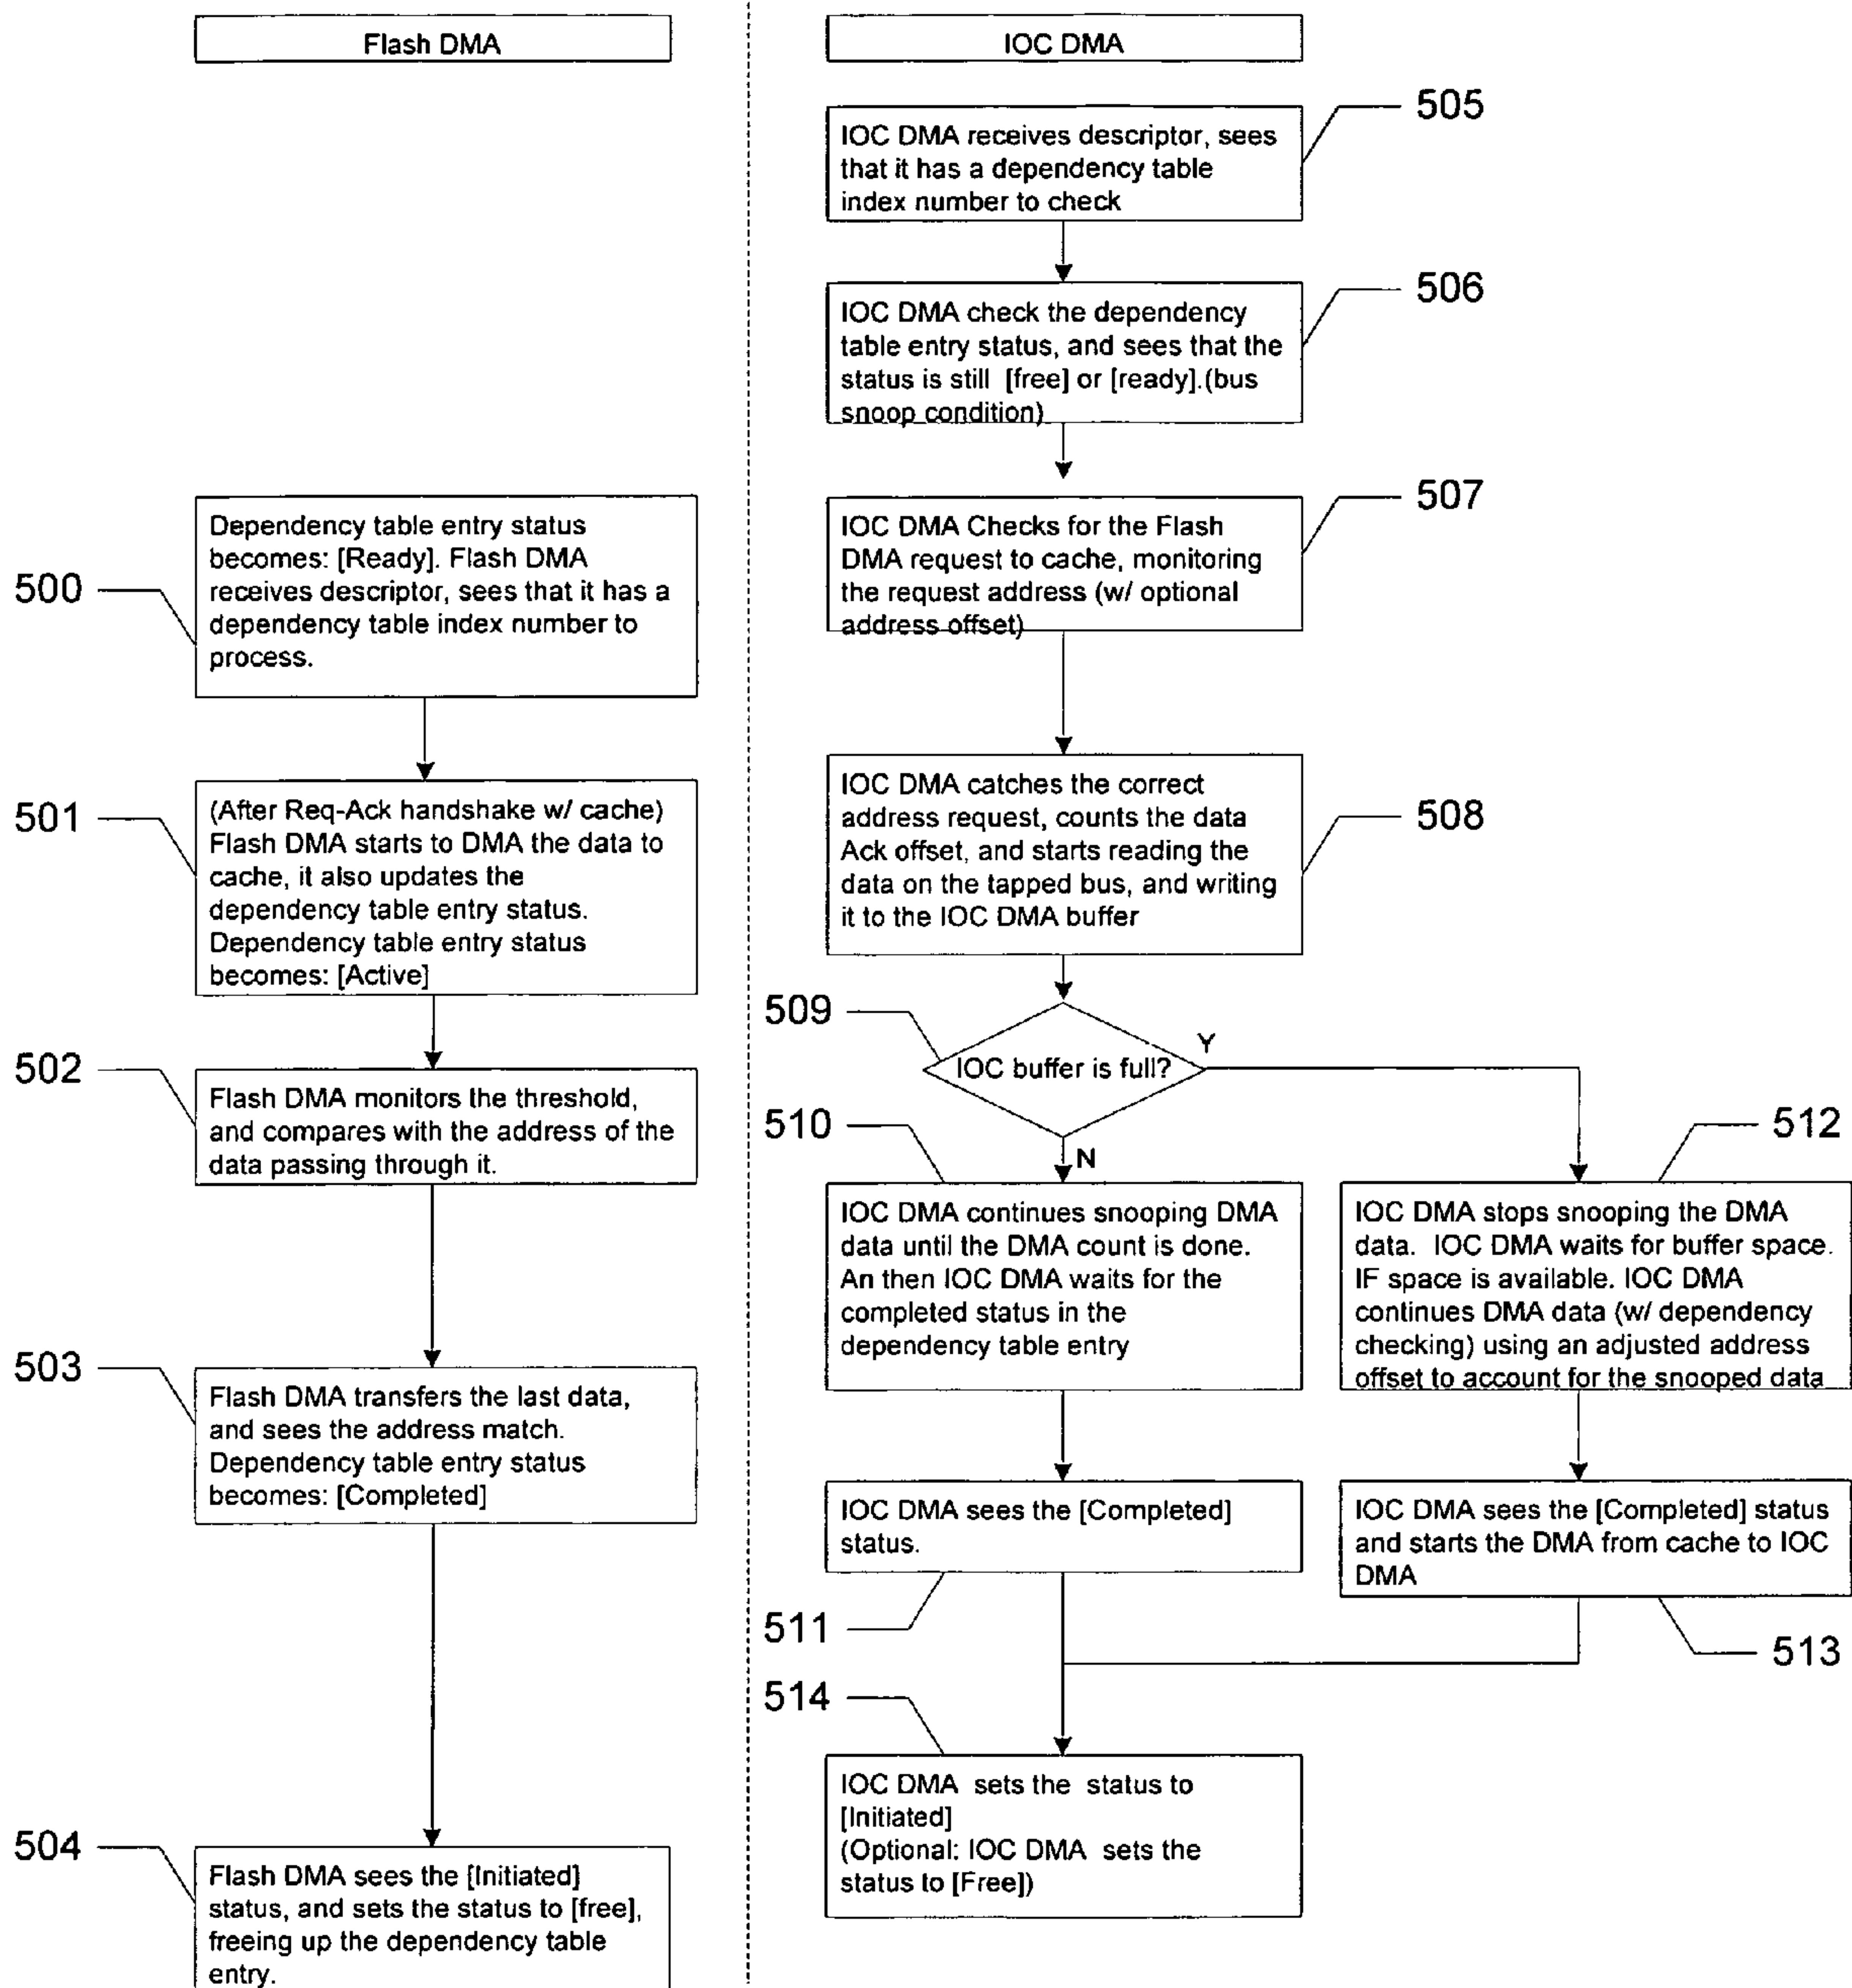 Flash DMA
500
Dependency table entry status
becomes: [Ready]. Flash DMA
receives descriptor, sees that it has a
dependency table index number to
process.
501
(After Req-Ack handshake w/ cache)
Flash DMA starts to DMA the data to
cache, it also updates the
dependency table entry status.
Dependency table entry status
becomes: [Active]
502
Flash DMA monitors the threshold,
and compares with the address of the
data passing through it.
503
Flash DMA transfers the last data,
and sees the address match.
Dependency table entry status
becomes: [Completed]
504
Flash DMA sees the [Initiated]
status, and sets the status to [free],
freeing up the dependency table
entry.
IOC DMA
505
IOC DMA receives descriptor, sees
that it has a dependency table
index number to check
506
IOC DMA check the dependency
table entry status, and sees that the
status is still [free] or [ready].(bus
snoop condition)
507
IOC DMA Checks for the Flash
DMA request to cache, monitoring
the request address (w/ optional
address offset)
508
IOC DMA catches the correct
address request, counts the data
Ack offset, and starts reading the
data on the tapped bus, and writing
it to the IOC DMA buffer
509
IOC buffer is full?
Y
N
510
IOC DMA continues snooping DMA
data until the DMA count is done.
An then IOC DMA waits for the
completed status in the
dependency table entry
512
IOC DMA stops snooping the DMA
data. IOC DMA waits for buffer space.
IF space is available. IOC DMA
continues DMA data (w/ dependency
checking) using an adjusted address
offset to account for the snooped data
511
IOC DMA sees the [Completed]
status.
513
IOC DMA sees the [Completed] status
and starts the DMA from cache to IOC
DMA
514
IOC DMA sets the status to
[Initiated]
(Optional: IOC DMA sets the
status to [Free])